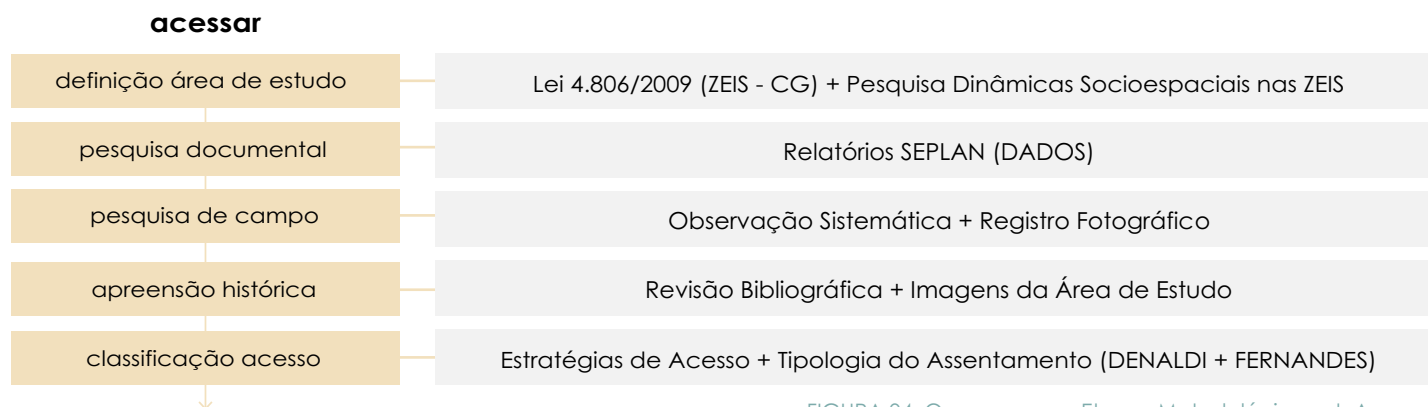 acessar
definição área de estudo
Lei 4.806/2009 (ZEIS - CG) + Pesquisa Dinâmicas Socioespaciais nas ZEIS
pesquisa documental
Relatórios SEPLAN (DADOS)
pesquisa de campo
Observação Sistemática + Registro Fotográfico
apreensão histórica
Revisão Bibliográfica + Imagens da Área de Estudo
classificação acesso
Estratégias de Acesso + Tipologia do Assentamento (DENALDI + FERNANDES)